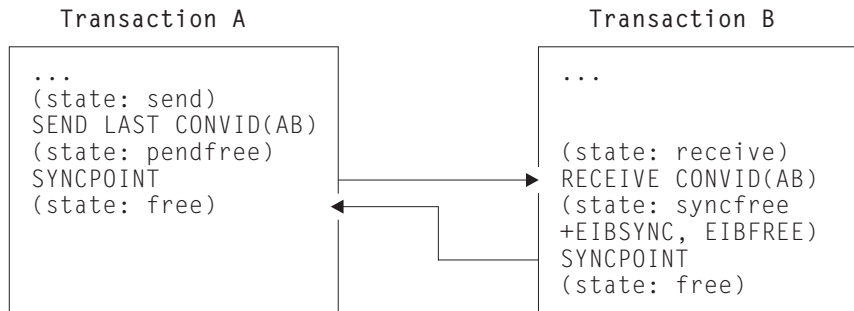 Transaction A
Transaction B
...
(state: send)
SEND LAST CONVID(AB)
(state: pendfree)
SYNCPOINT
(state: free)
...
(state: receive)
RECEIVE CONVID(AB)
(state: syncfree
+EIBSYNC, EIBFREE)
SYNCPOINT
(state: free)